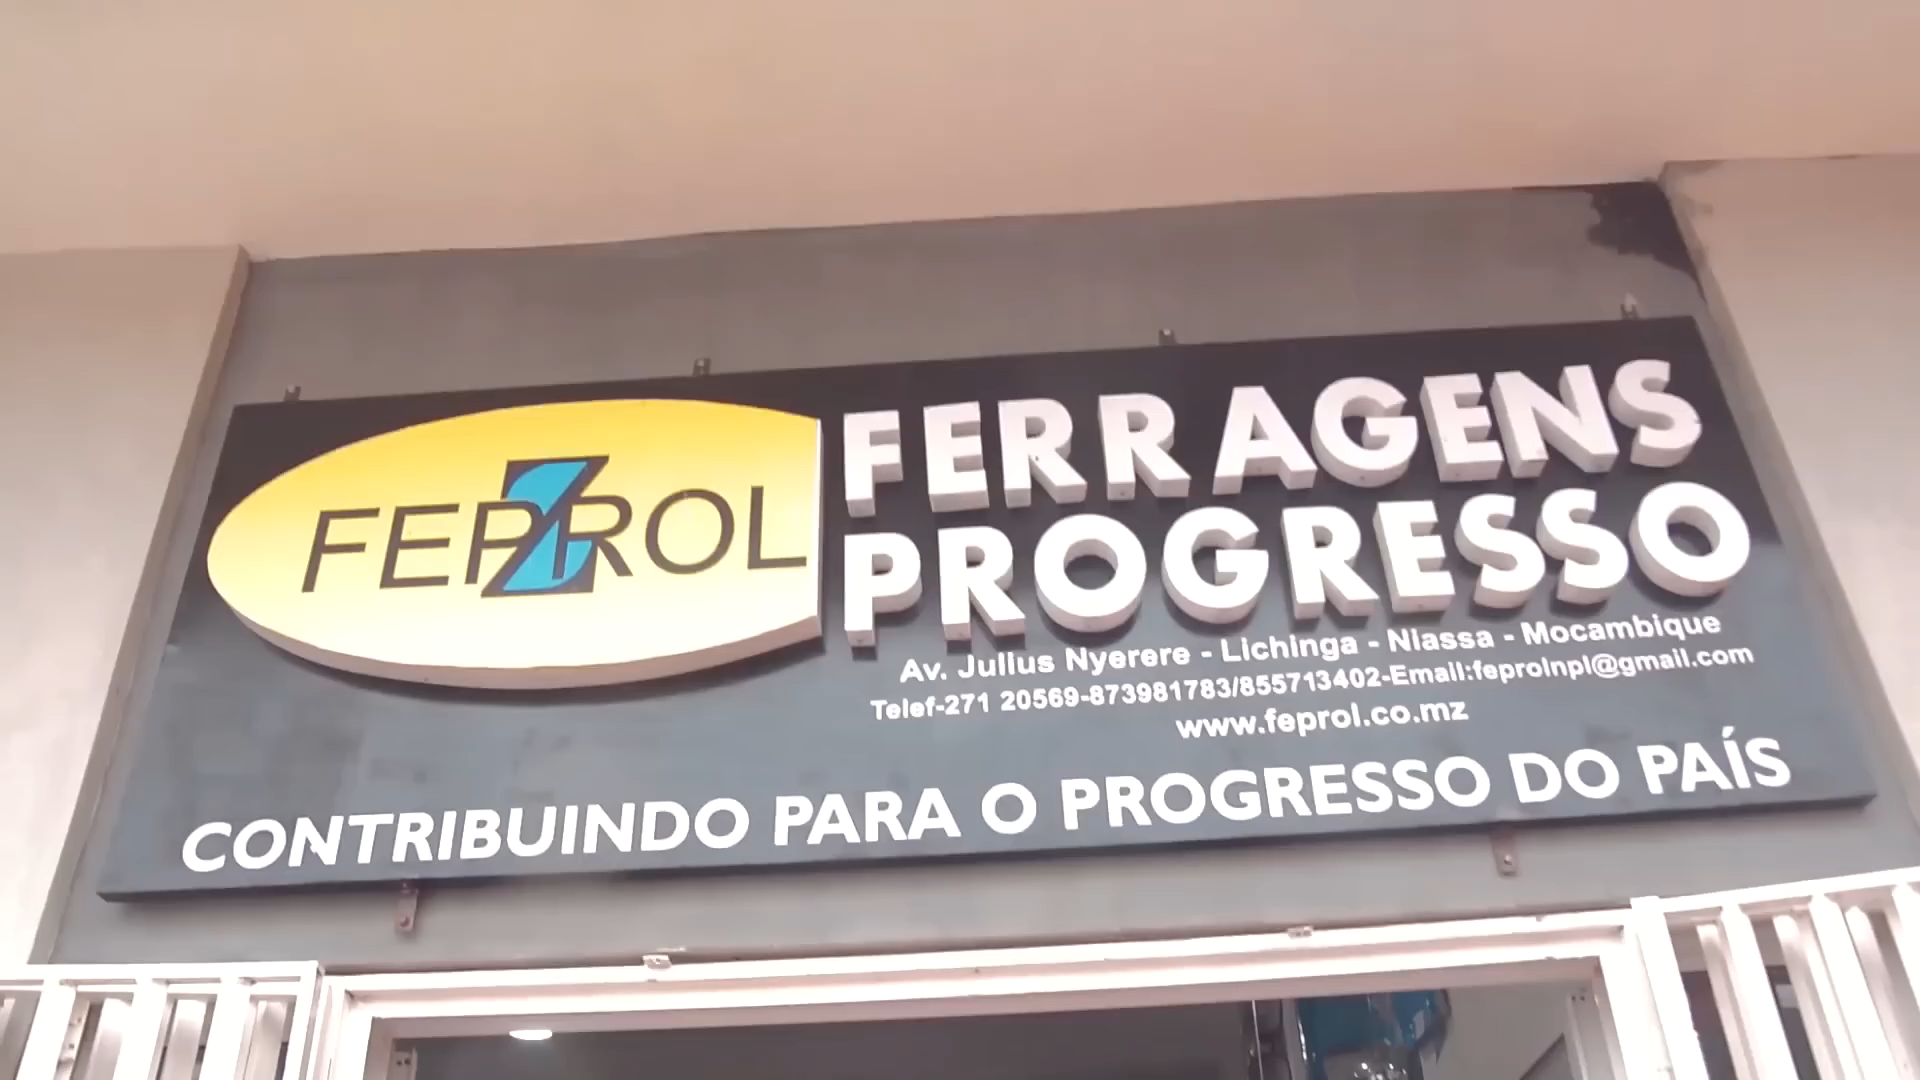 FEPROL
FERRAGENS
PROGRESSO
Av. Julius Nyerere - Lichinga - Niassa - Mocambique
Telef-271 20569-873981783/855713402-Email:feprolnpl@gmail.com
www.feprol.co.mz
CONTRIBUINDO PARA O PROGRESSO DO PAÍS